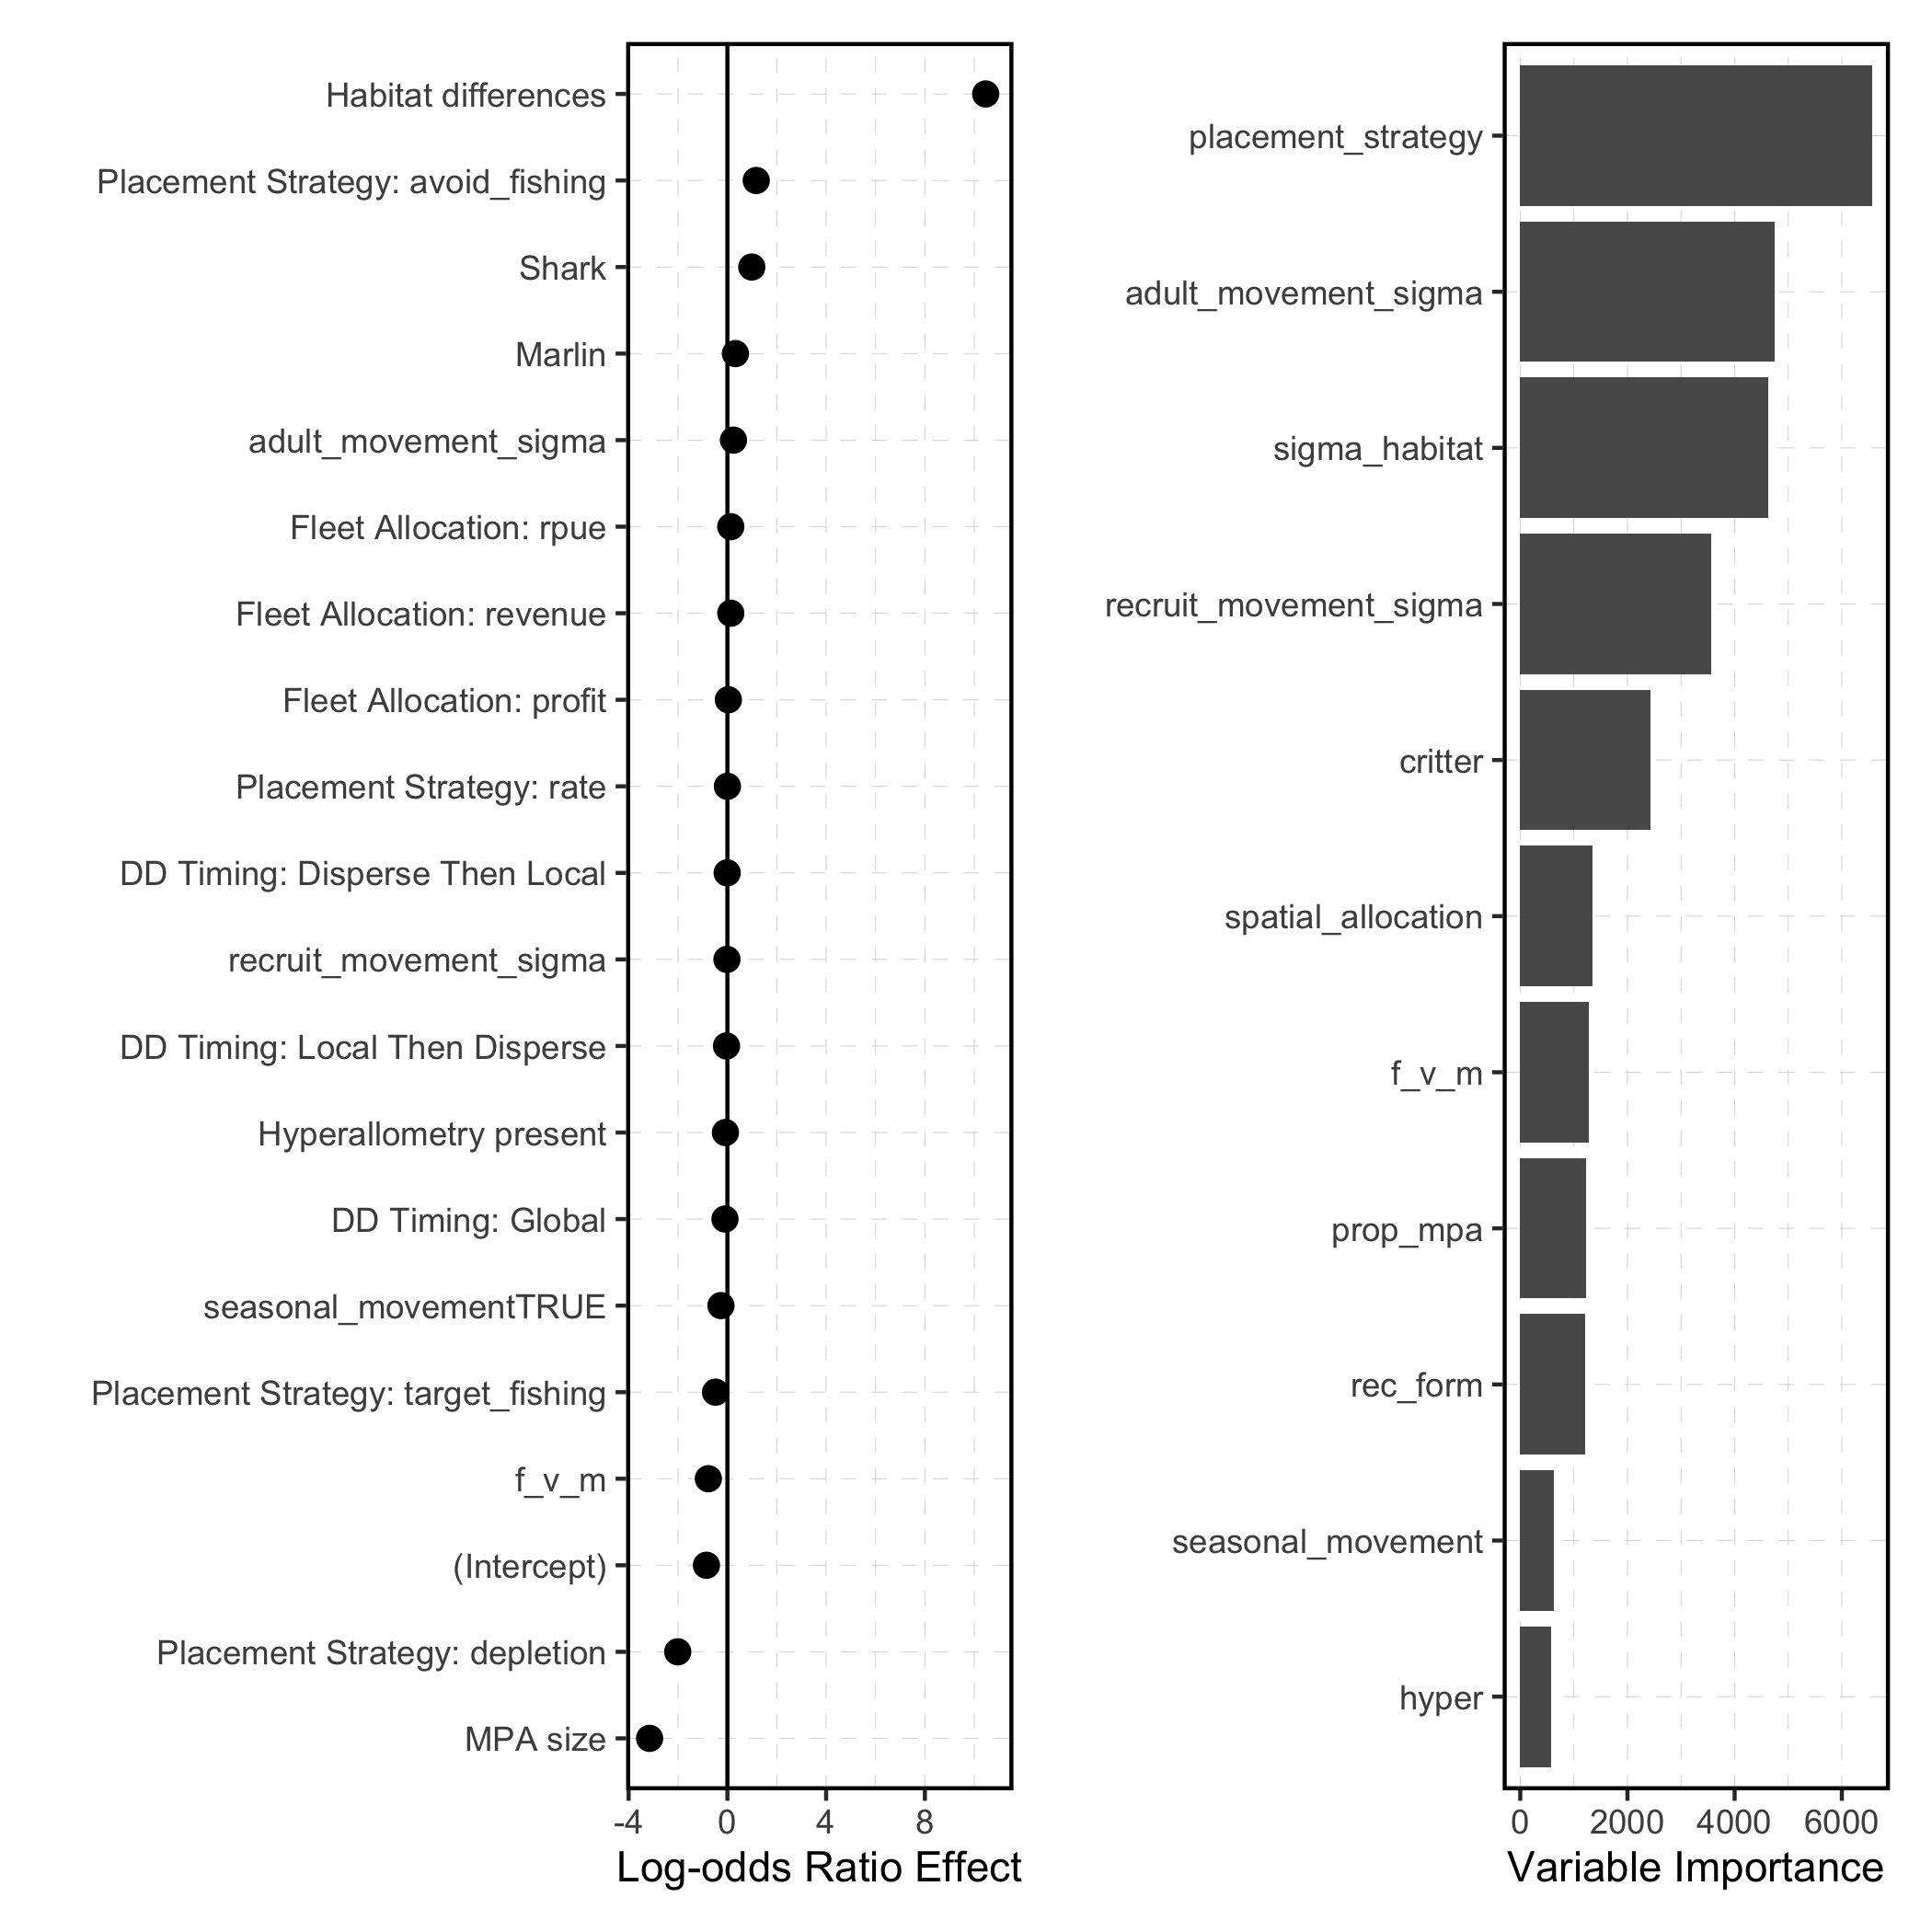 Habitat differences
Placement Strategy: avoid_fishing
Shark
Marlin
adult_movement_sigma
Fleet Allocation: rpue
Fleet Allocation: revenue
Fleet Allocation: profit
Placement Strategy: rate
DD Timing: Disperse Then Local
recruit_movement_sigma
DD Timing: Local Then Disperse
Hyperallometry present
DD Timing: Global
seasonal_movementTRUE
Placement Strategy: target_fishing
f_v_m
(Intercept)
Placement Strategy: depletion
MPA size
-4 0 4 8
Log-odds Ratio Effect
placement_strategy
adult_movement_sigma
sigma_habitat
recruit_movement_sigma
critter
spatial_allocation
f_v_m
prop_mpa
rec_form
seasonal_movement
hyper
0 2000 4000 6000
Variable Importance